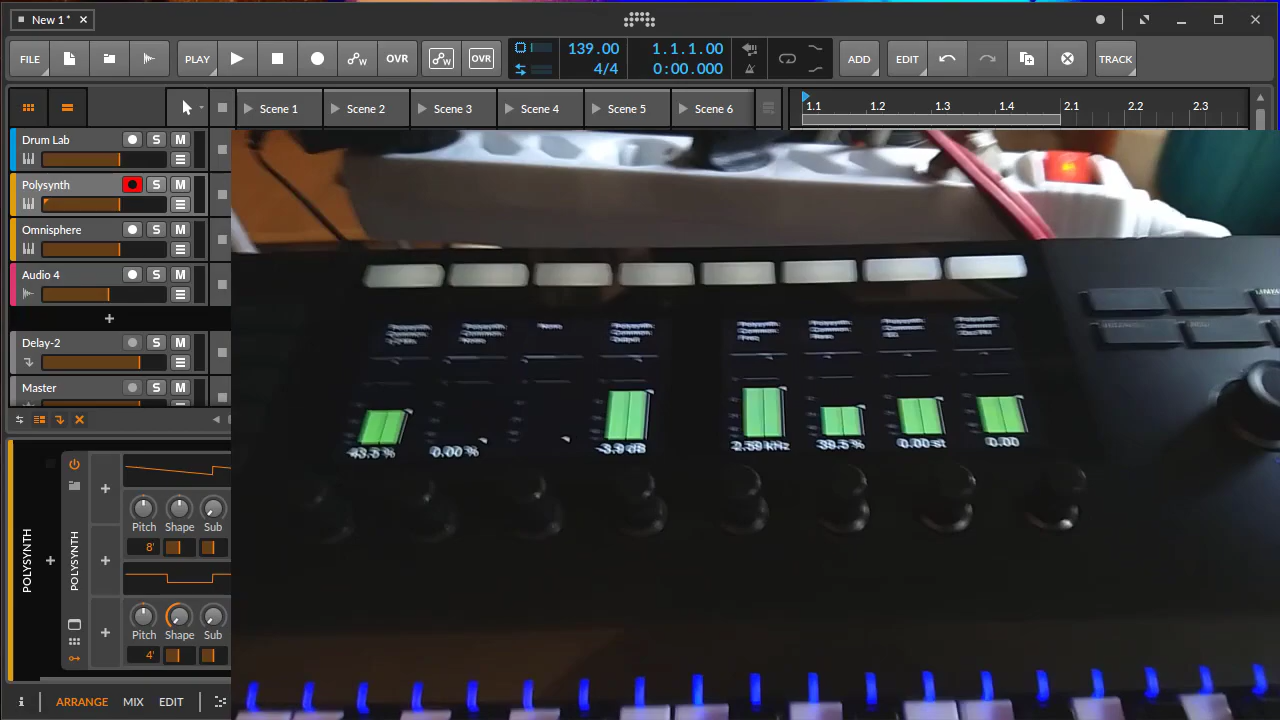 New 1 *
FILE
PLAY
OVR
OVR
139.00
4/4
1.1.1.00
0:00.000
ADD
EDIT
TRACK
Scene 1
Scene 2
Scene 3
Scene 4
Scene 5
Scene 6
1.1
1.2
1.3
1.4
2.1
2.2
2.3
Drum Lab
S
M
Polysynth
S
M
Omnisphere
S
M
Audio 4
S
M
Delay-2
S
M
Master
S
M
POLYSYNTH
POLYSYNTH
Pitch
Shape
Sub
8'
Pitch
Shape
Sub
4'
43.5 %
0.00 %
-3.9 dB
2.59 kHz
39.5 %
0.00 st
0.00
ARRANGE
MIX
EDIT